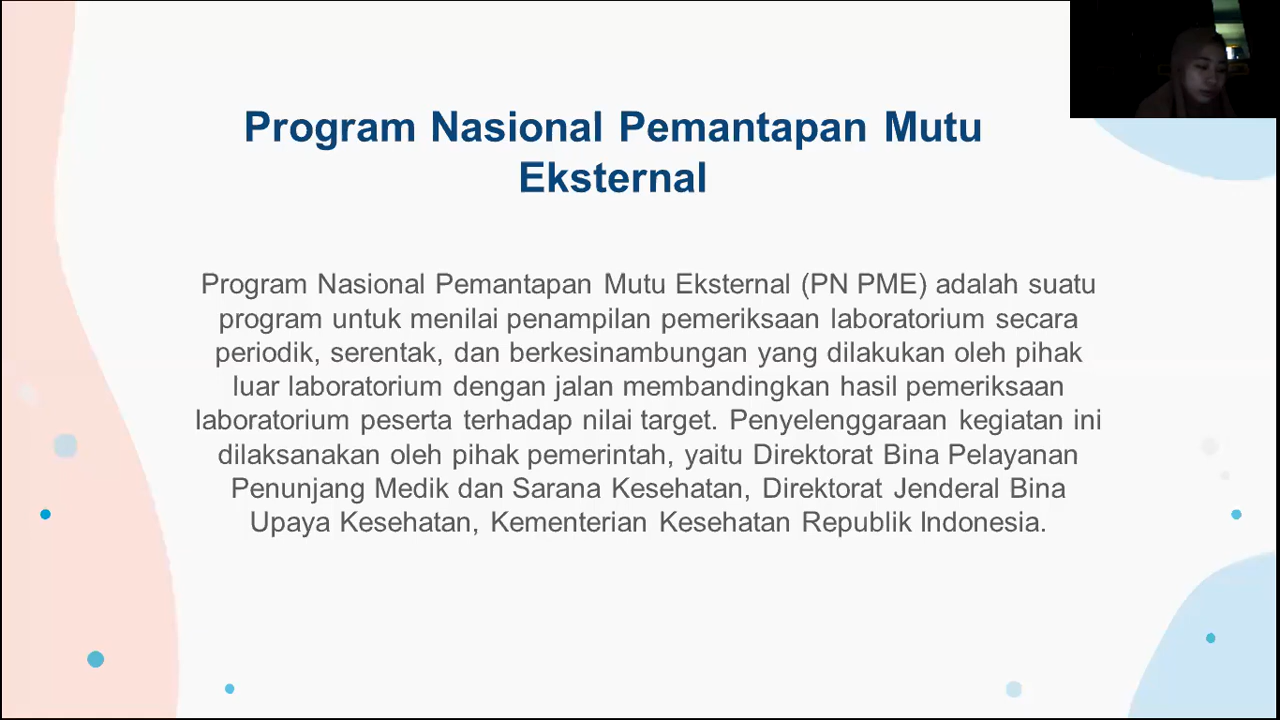 Program Nasional Pemantapan Mutu
Eksternal
Program Nasional Pemantapan Mutu Eksternal (PN PME) adalah suatu
program untuk menilai penampilan pemeriksaan laboratorium secara
periodik, serentak, dan berkesinambungan yang dilakukan oleh pihak
luar laboratorium dengan jalan membandingkan hasil pemeriksaan
laboratorium peserta terhadap nilai target. Penyelenggaraan kegiatan ini
dilaksanakan oleh pihak pemerintah, yaitu Direktorat Bina Pelayanan
Penunjang Medik dan Sarana Kesehatan, Direktorat Jenderal Bina
Upaya Kesehatan, Kementerian Kesehatan Republik Indonesia.